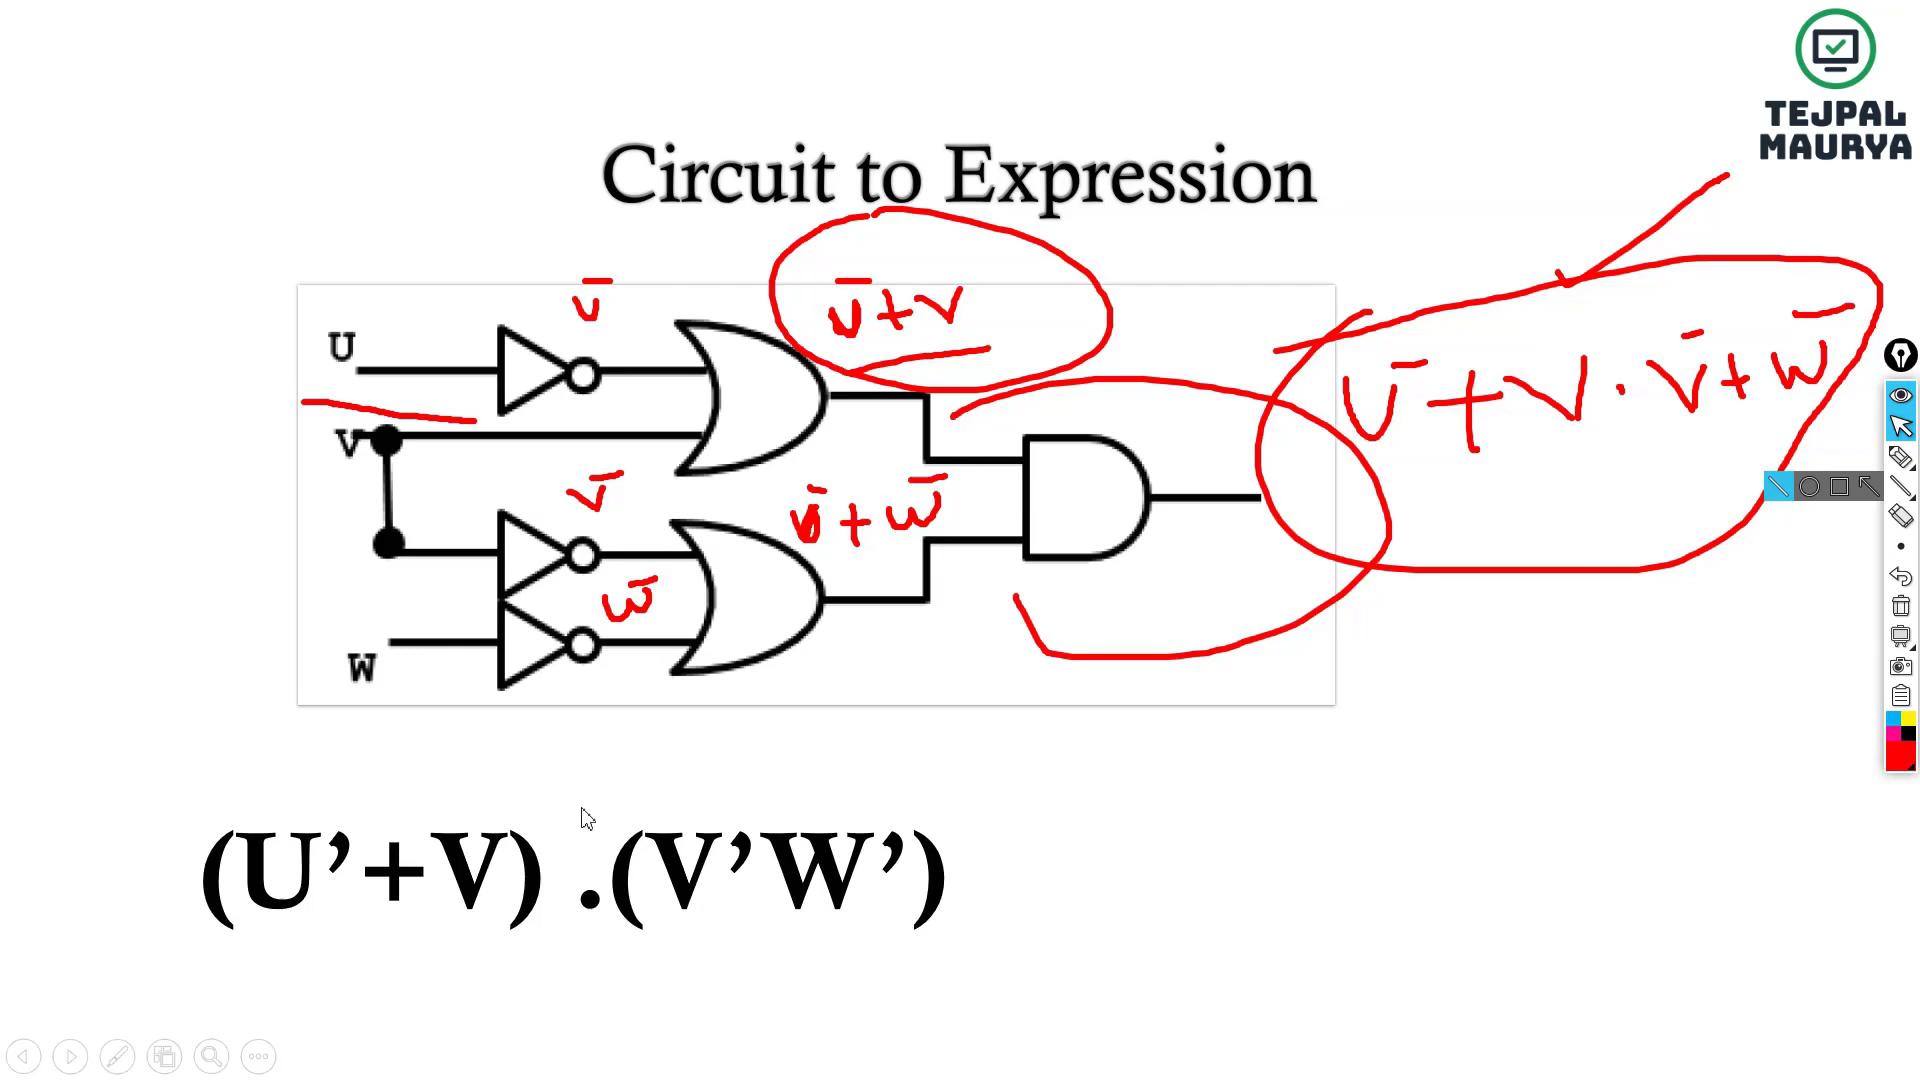 TEJPAL
MAURYA
Circuit to Expression
U̅
U̅+V
U
U̅+V.V̅+W̅
V
V̅
V̅+W̅
W̅
W
(U’+V) .(V’W’)